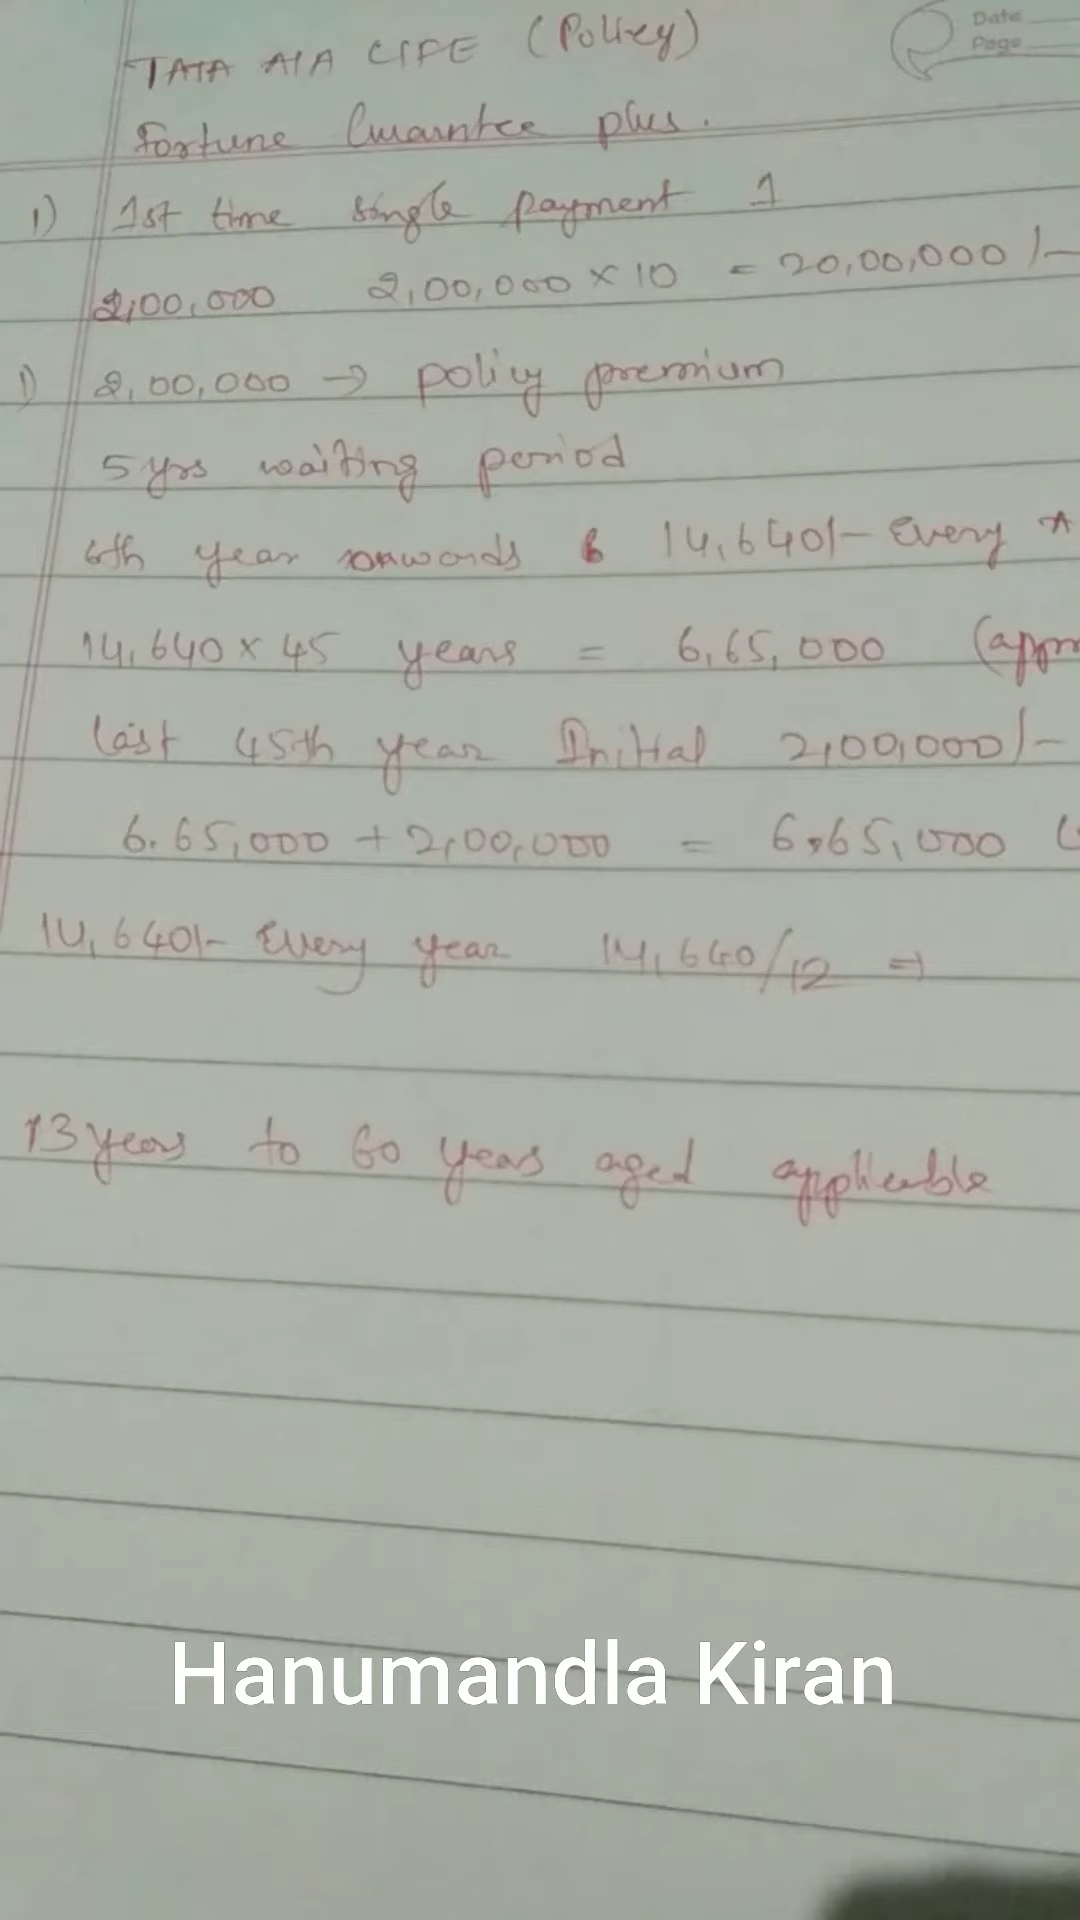 Date
Page
TATA AIA LIFE (Policy)
Fortune Guarntee plus.
1) 1st time single payment 1
2,00,000 2,00,000 × 10 = 20,00,000/-
1) 2,00,000 → policy premium
5 yrs waiting period
6th year onwards 14,640/- Every
14,640 × 45 years = 6,65,000 (appr
last 45th year Initial 2,00,000/-
6.65,000 + 2,00,000 = 6,65,000 (
14,640/- Every year 14,640/12 ⇒
13 years to 60 years aged applicable
Hanumandla Kiran